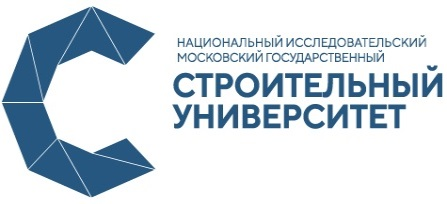 НАЦИОНАЛЬНЫЙ ИССЛЕДОВАТЕЛЬСКИЙ
МОСКОВСКИЙ ГОСУДАРСТВЕННЫЙ
СТРОИТЕЛЬНЫЙ
УНИВЕРСИТЕТ